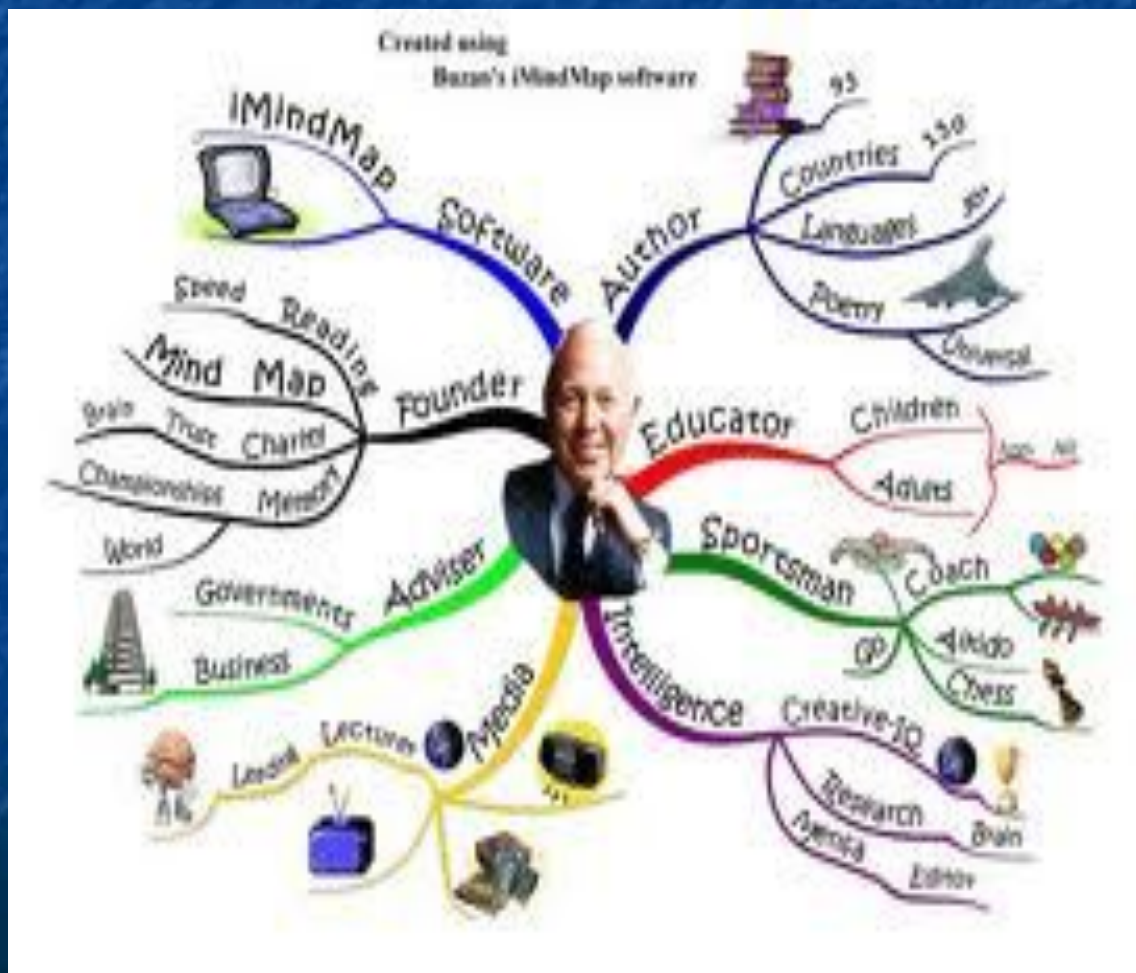 Created using
Buzan's iMindMap software
iMindMap
Software
Author
95
Countries
Languages
Poetry
Universal
Founder
Reading
Speed
Mind Map
Charity
Trust
Brain
Memory
Championships
World
Educator
Children
Adults
Sportsman
Coach
Aikido
Chess
GP
Adviser
Governments
Business
Media
Lectures
Intelligence
Creative-IQ
Research
Brain
Mensa
Editor